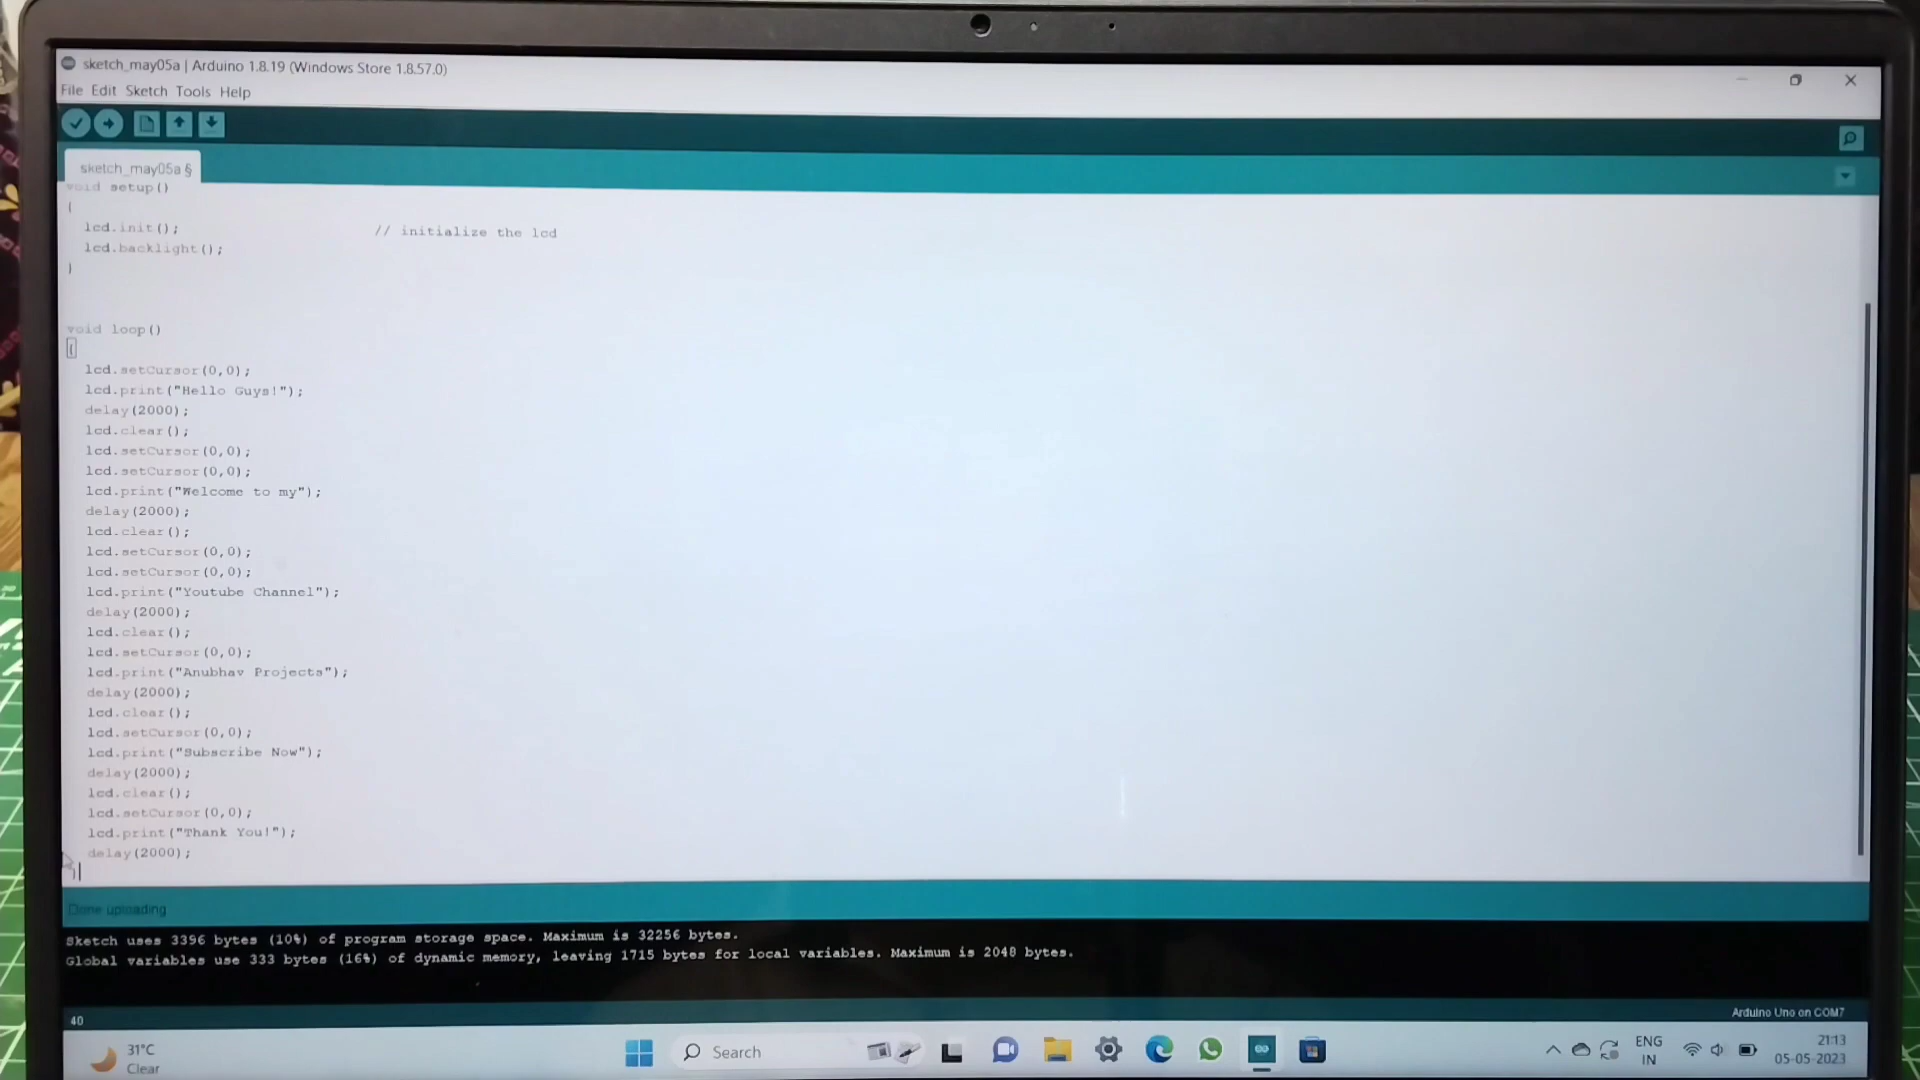 sketch_may05a | Arduino 1.8.19 (Windows Store 1.8.57.0)
File Edit Sketch Tools Help
sketch_may05a §
void setup()
{
lcd.init(); // initialize the lcd
lcd.backlight();
}
void loop()
{
lcd.setCursor(0,0);
lcd.print("Hello Guys!");
delay(2000);
lcd.clear();
lcd.setCursor(0,0);
lcd.setCursor(0,0);
lcd.print("Welcome to my");
delay(2000);
lcd.clear();
lcd.setCursor(0,0);
lcd.setCursor(0,0);
lcd.print("Youtube Channel");
delay(2000);
lcd.clear();
lcd.setCursor(0,0);
lcd.print("Anubhav Projects");
delay(2000);
lcd.clear();
lcd.setCursor(0,0);
lcd.print("Subscribe Now");
delay(2000);
lcd.clear();
lcd.setCursor(0,0);
lcd.print("Thank You!");
delay(2000);
}
Done uploading
Sketch uses 3396 bytes (10%) of program storage space. Maximum is 32256 bytes.
Global variables use 333 bytes (16%) of dynamic memory, leaving 1715 bytes for local variables. Maximum is 2048 bytes.
40 Arduino Uno on COM7
31°C
Clear
Search
ENG
IN
21:13
05-05-2023